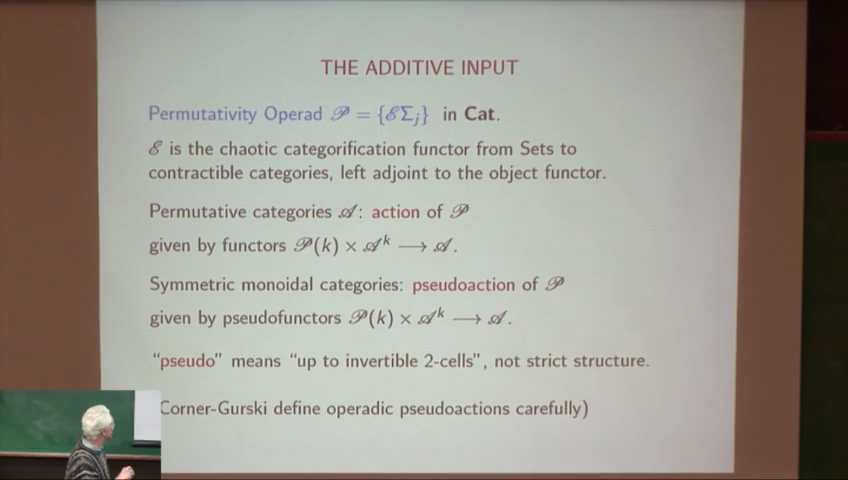 THE ADDITIVE INPUT
Permutativity Operad 𝒫 = {ℰΣⱼ} in Cat.
ℰ is the chaotic categorification functor from Sets to
contractible categories, left adjoint to the object functor.
Permutative categories 𝒜: action of 𝒫
given by functors 𝒫(k) × 𝒜ᵏ ⟶ 𝒜.
Symmetric monoidal categories: pseudoaction of 𝒫
given by pseudofunctors 𝒫(k) × 𝒜ᵏ ⟶ 𝒜.
“pseudo” means “up to invertible 2-cells”, not strict structure.
Corner-Gurski define operadic pseudoactions carefully)